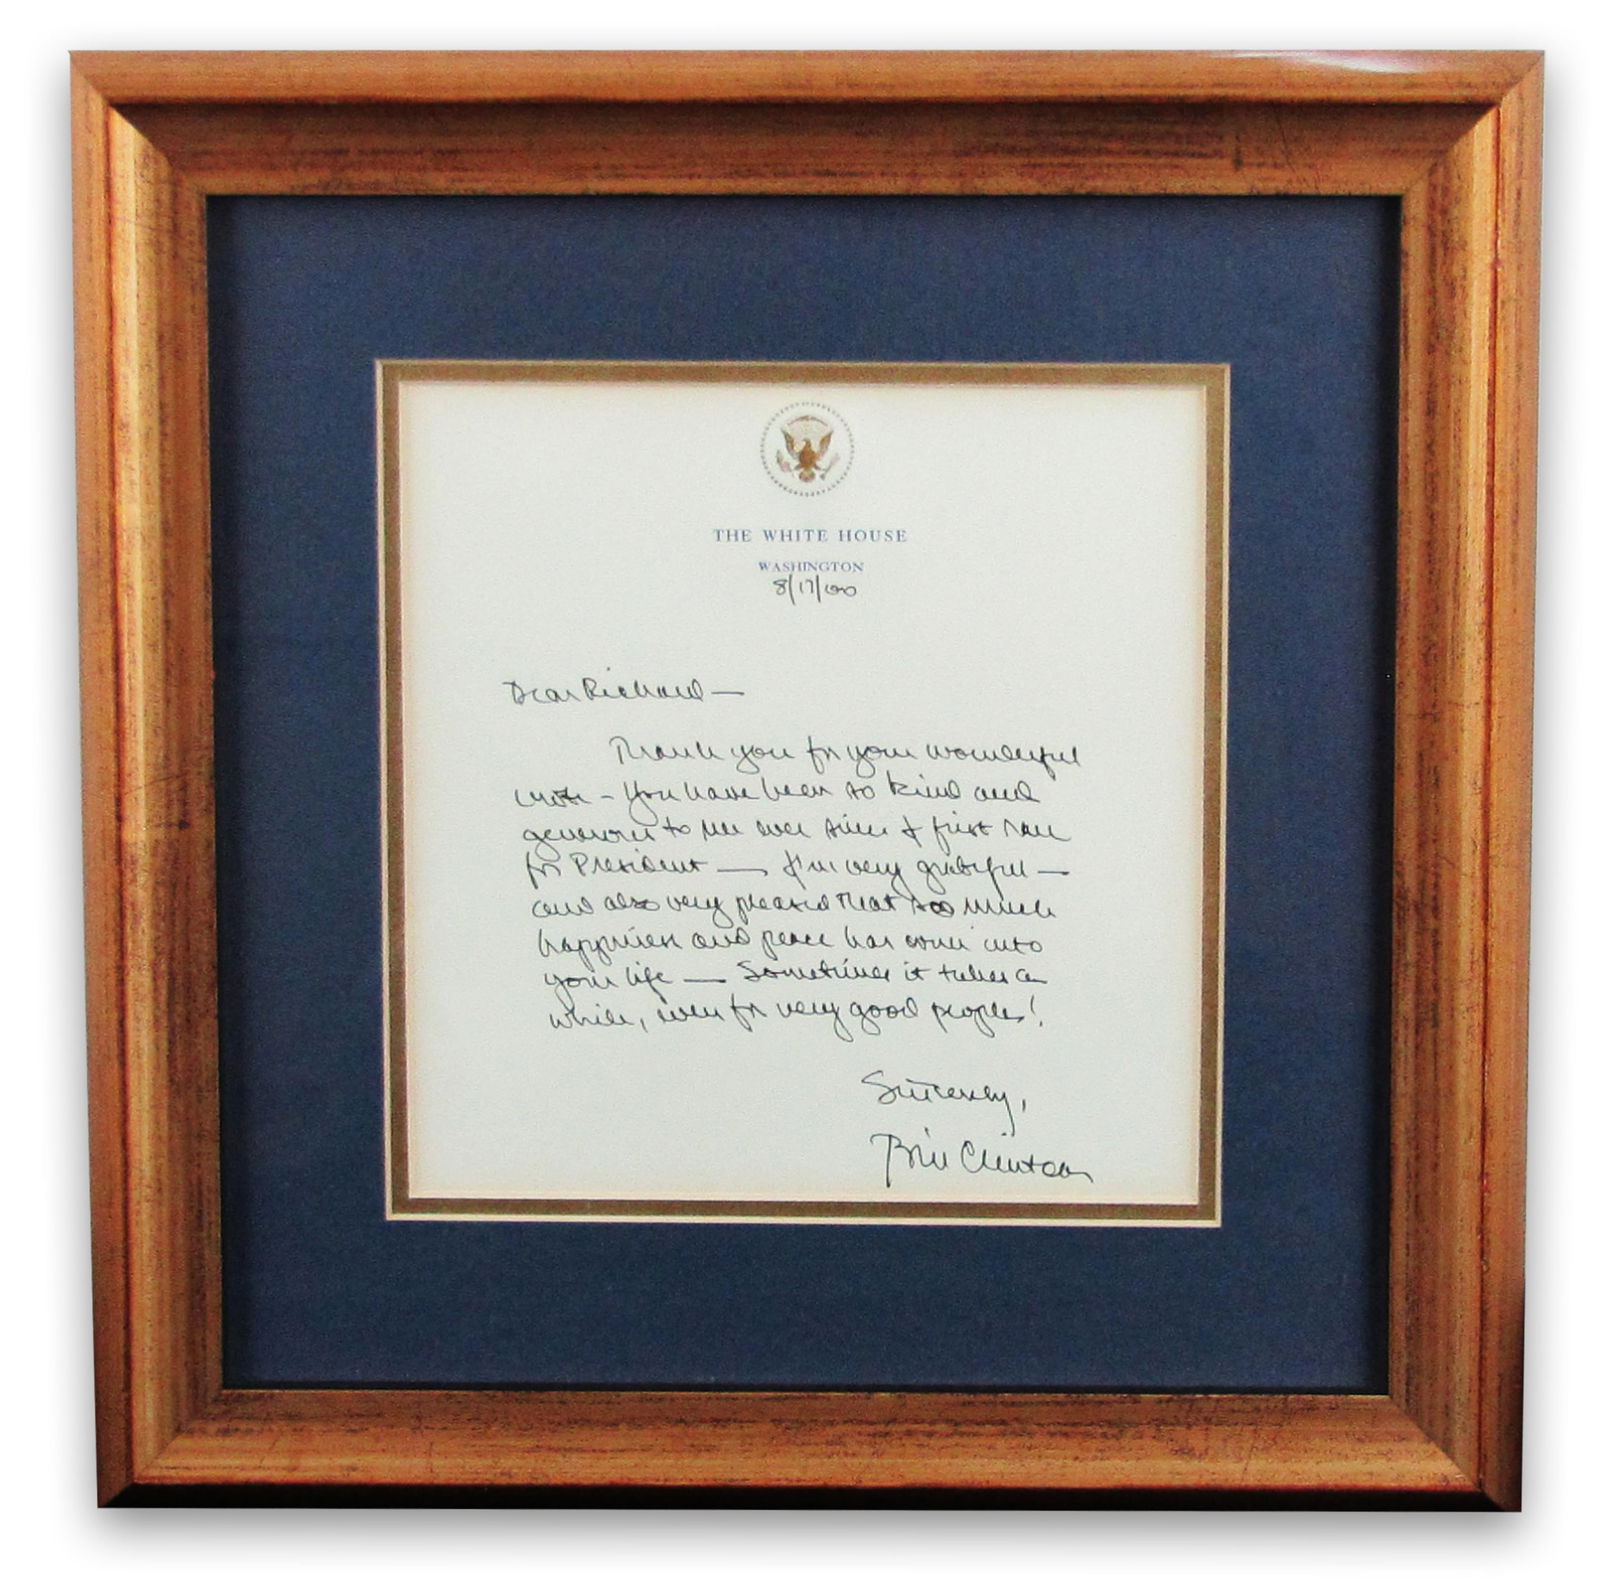 THE WHITE HOUSE
WASHINGTON
8/17/00
Dear Richard —
Thank you for your wonderful
note - You have been so kind and
generous to me ever since I first ran
for President — I'm very grateful —
and also very pleased that so much
happiness and peace has come into
your life — Sometimes it takes a
while, even for very good people!
Sincerely,
Bill Clinton